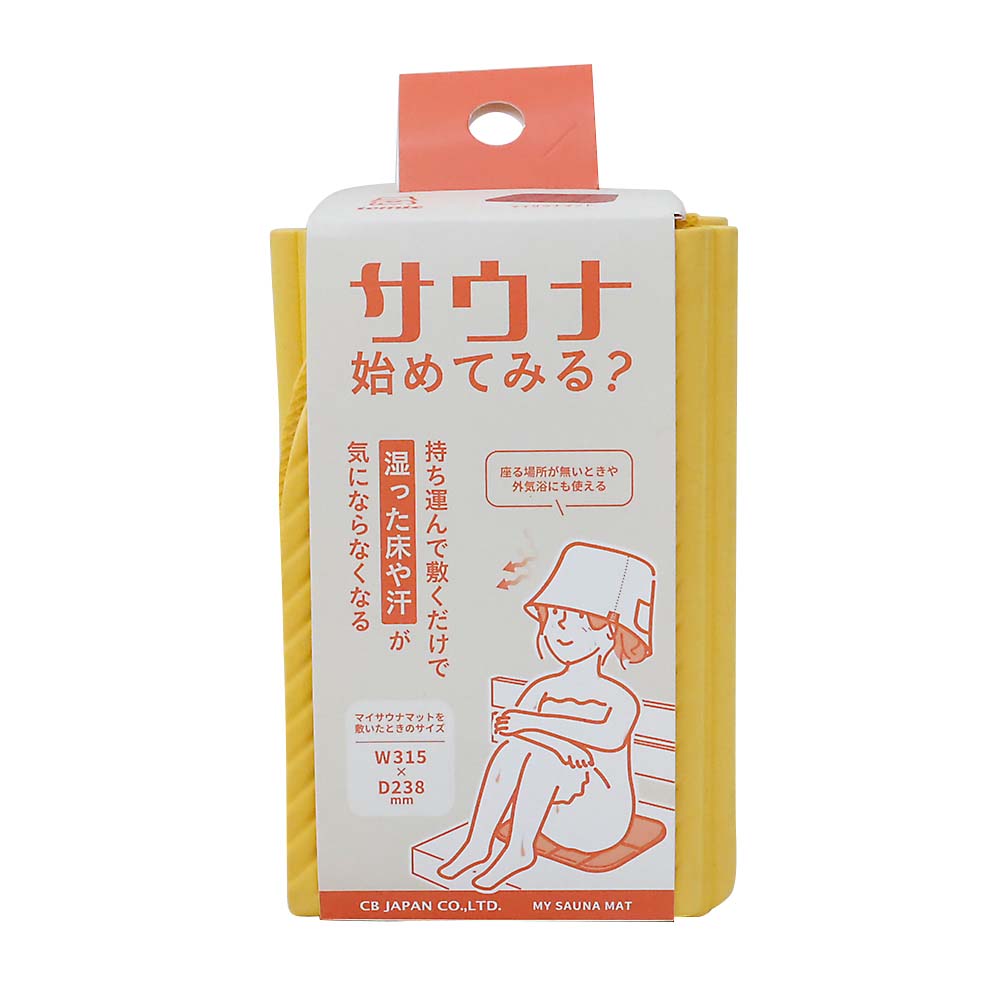 サウナ
始めてみる?
持ち運んで敷くだけで
湿った床や汗が
気にならなくなる
座る場所が無いときや
外気浴にも使える
マイサウナマットを
敷いたときのサイズ
W315
×
D238
mm
CB JAPAN CO.,LTD. MY SAUNA MAT